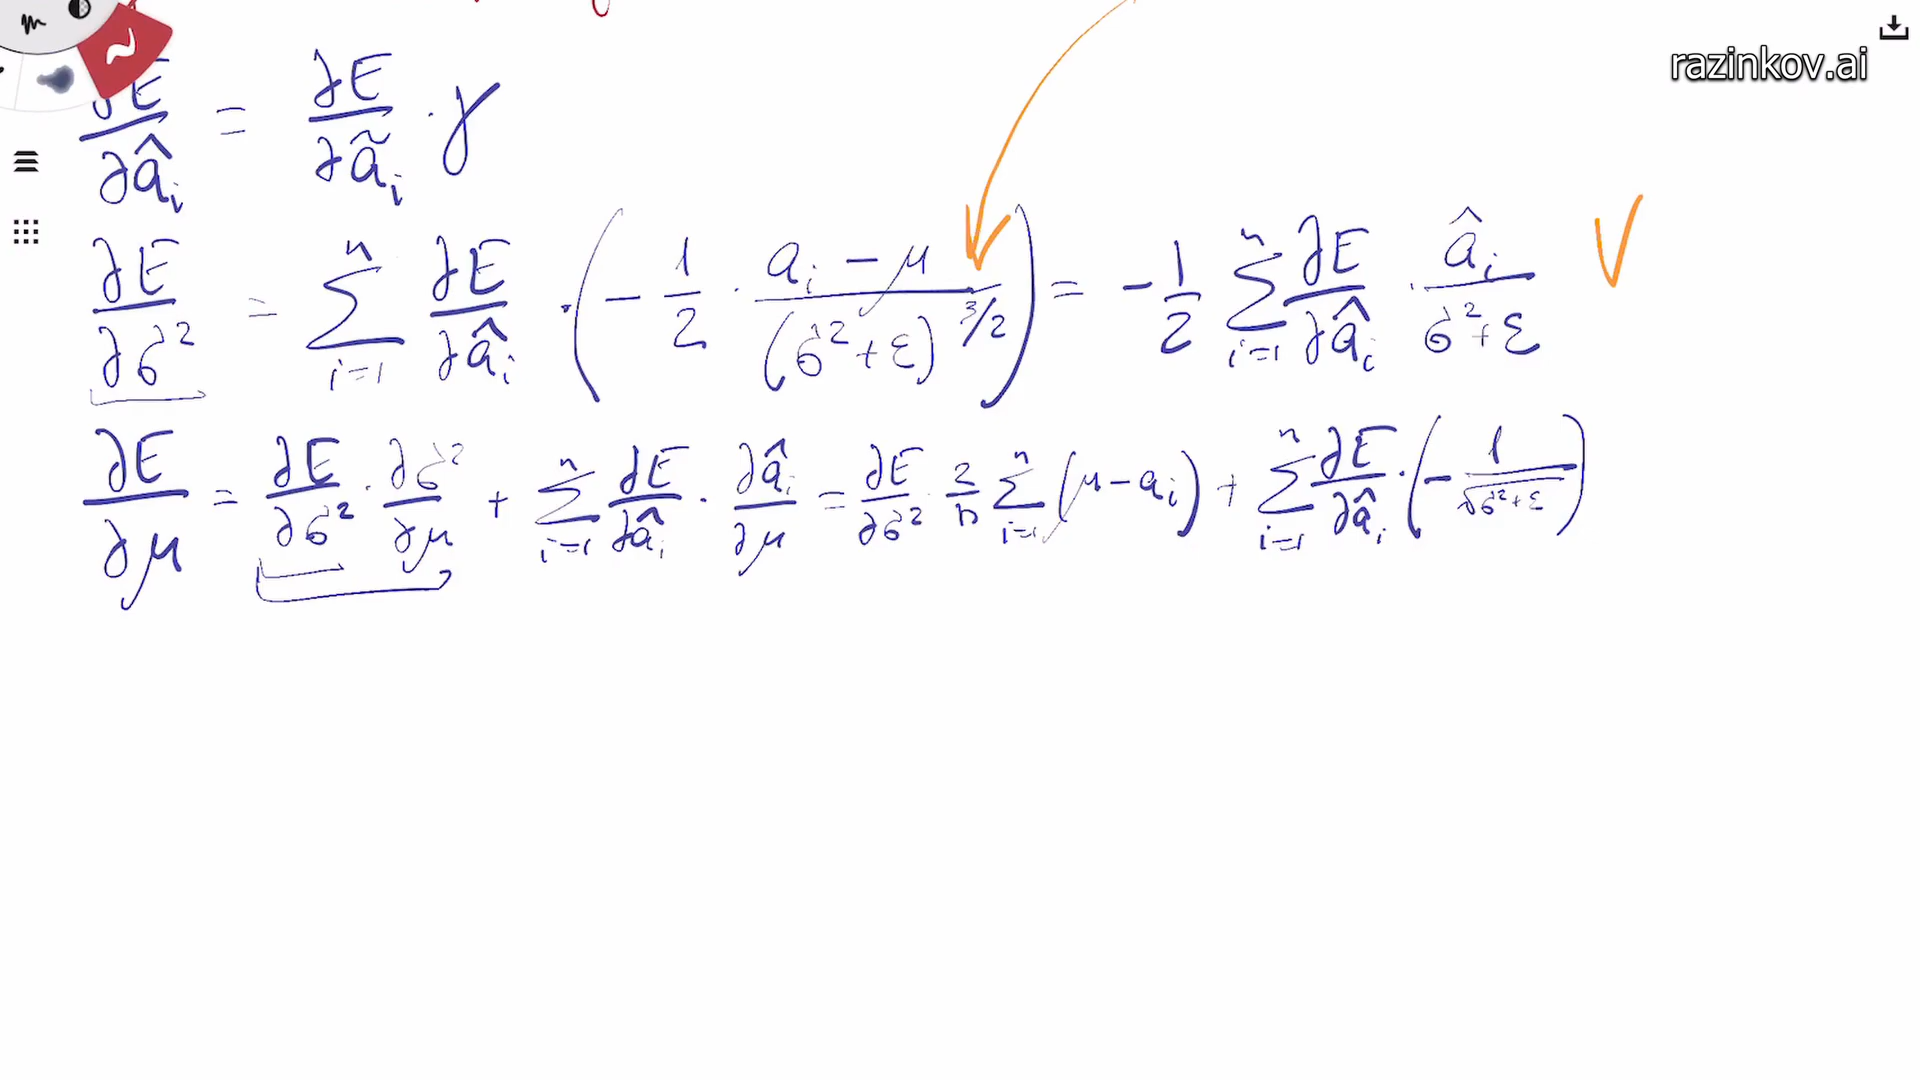 razinkov.ai
∂E/∂â_i = ∂E/∂ã_i · γ
∂E/∂σ² = Σ_{i=1}^{n} ∂E/∂â_i · (−1/2 · (a_i − μ)/(σ² + ε)^{3/2}) = −1/2 Σ_{i=1}^{n} ∂E/∂â_i · â_i/(σ² + ε)
∂E/∂μ = ∂E/∂σ² · ∂σ²/∂μ + Σ_{i=1}^{n} ∂E/∂â_i · ∂â_i/∂μ = ∂E/∂σ² · 2/n Σ_{i=1}^{n} (μ − a_i) + Σ_{i=1}^{n} ∂E/∂â_i · (−1/√(σ² + ε))